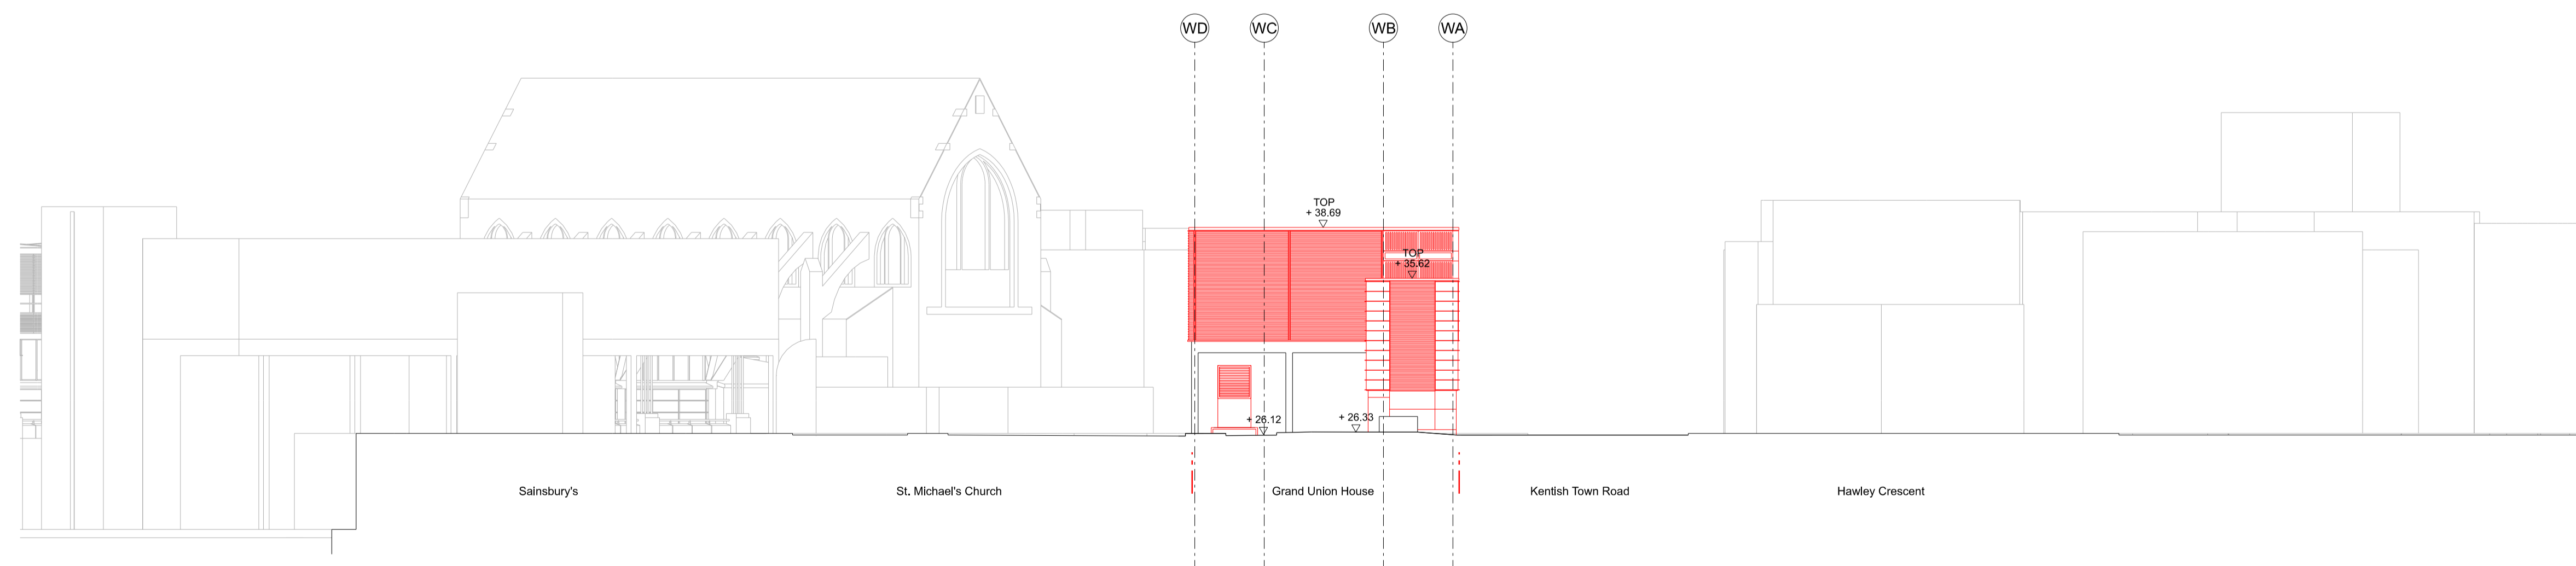 WD
WC
WB
WA
TOP
+ 38.69
TOP
+ 35.62
+ 26.12
+ 26.33
Sainsbury's
St. Michael's Church
Grand Union House
Kentish Town Road
Hawley Crescent